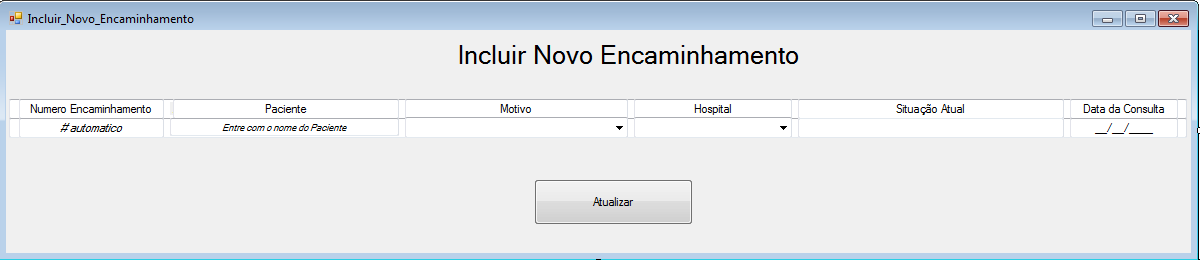 Incluir_Novo_Encaminhamento
Incluir Novo Encaminhamento
Numero Encaminhamento Paciente Motivo Hospital Situação Atual Data da Consulta
# automatico Entre com o nome do Paciente __/__/____
Atualizar